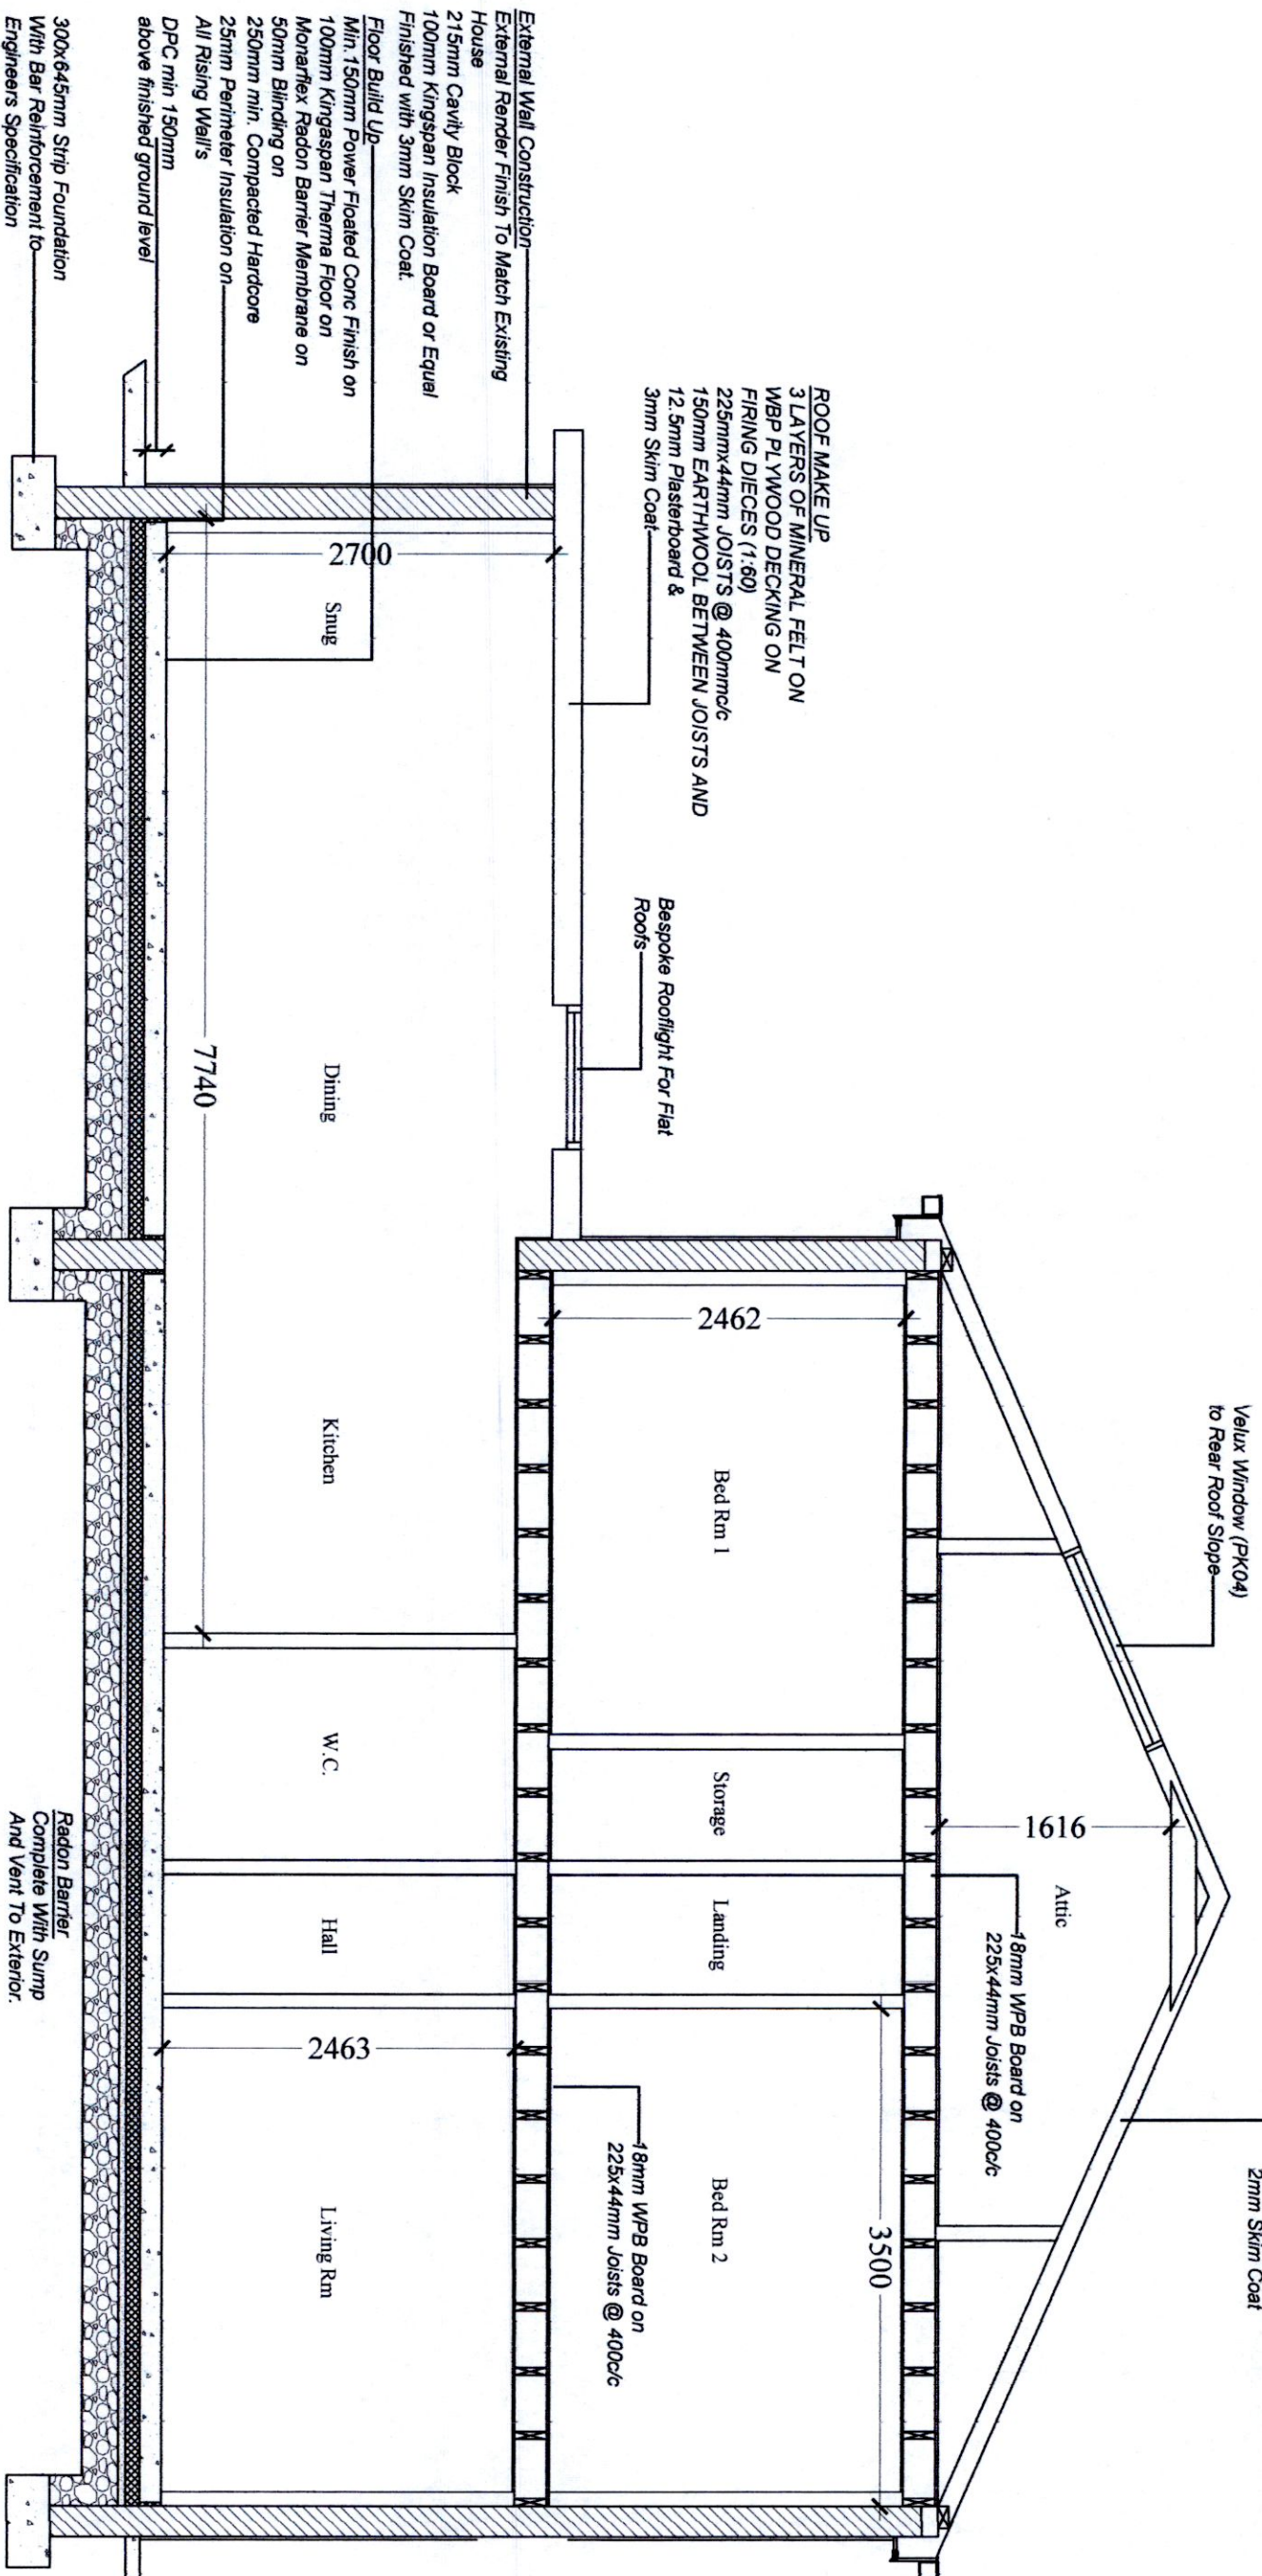 External Wall Construction
External Render Finish To Match Existing
House
215mm Cavity Block
100mm Kingspan Insulation Board or Equal
Finished with 3mm Skim Coat.
Floor Build Up
Min.150mm Power Floated Conc Finish on
100mm Kingaspan Therma Floor on
Monarflex Radon Barrier Membrane on
50mm Blinding on
250mm min. Compacted Hardcore
25mm Perimeter Insulation on
All Rising Wall's
DPC min 150mm
above finished ground level
300x645mm Strip Foundation
With Bar Reinforcement to
Engineers Specification
ROOF MAKE UP
3 LAYERS OF MINERAL FELT ON
WBP PLYWOOD DECKING ON
FIRING DIECES (1:60)
225mmx44mm JOISTS @ 400mmc/c
150mm EARTHWOOL BETWEEN JOISTS AND
12.5mm Plasterboard &
3mm Skim Coat
Bespoke Rooflight For Flat
Roofs
Velux Window (PK04)
to Rear Roof Slope
2mm Skim Coat
1616
Attic
18mm WPB Board on
225x44mm Joists @ 400c/c
2462
Bed Rm 1
Storage
Landing
Bed Rm 2
3500
18mm WPB Board on
225x44mm Joists @ 400c/c
2700
Snug
Dining
Kitchen
W.C.
Hall
2463
Living Rm
7740
Radon Barrier
Complete With Sump
And Vent To Exterior.